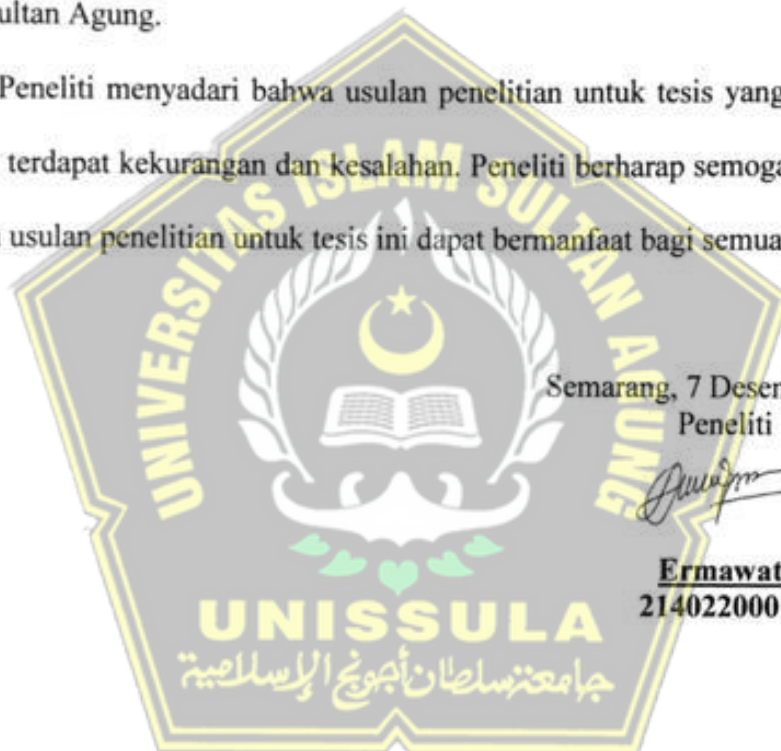 ultan Agung.
Peneliti menyadari bahwa usulan penelitian untuk tesis yang
terdapat kekurangan dan kesalahan. Peneliti berharap semoga
usulan penelitian untuk tesis ini dapat bermanfaat bagi semua
UNIVERSITAS ISLAM SULTAN AGUNG
Semarang, 7 Deser
Peneliti
Ermawat
214022000
UNISSULA
جامعة سلطان أجونج الإسلامية